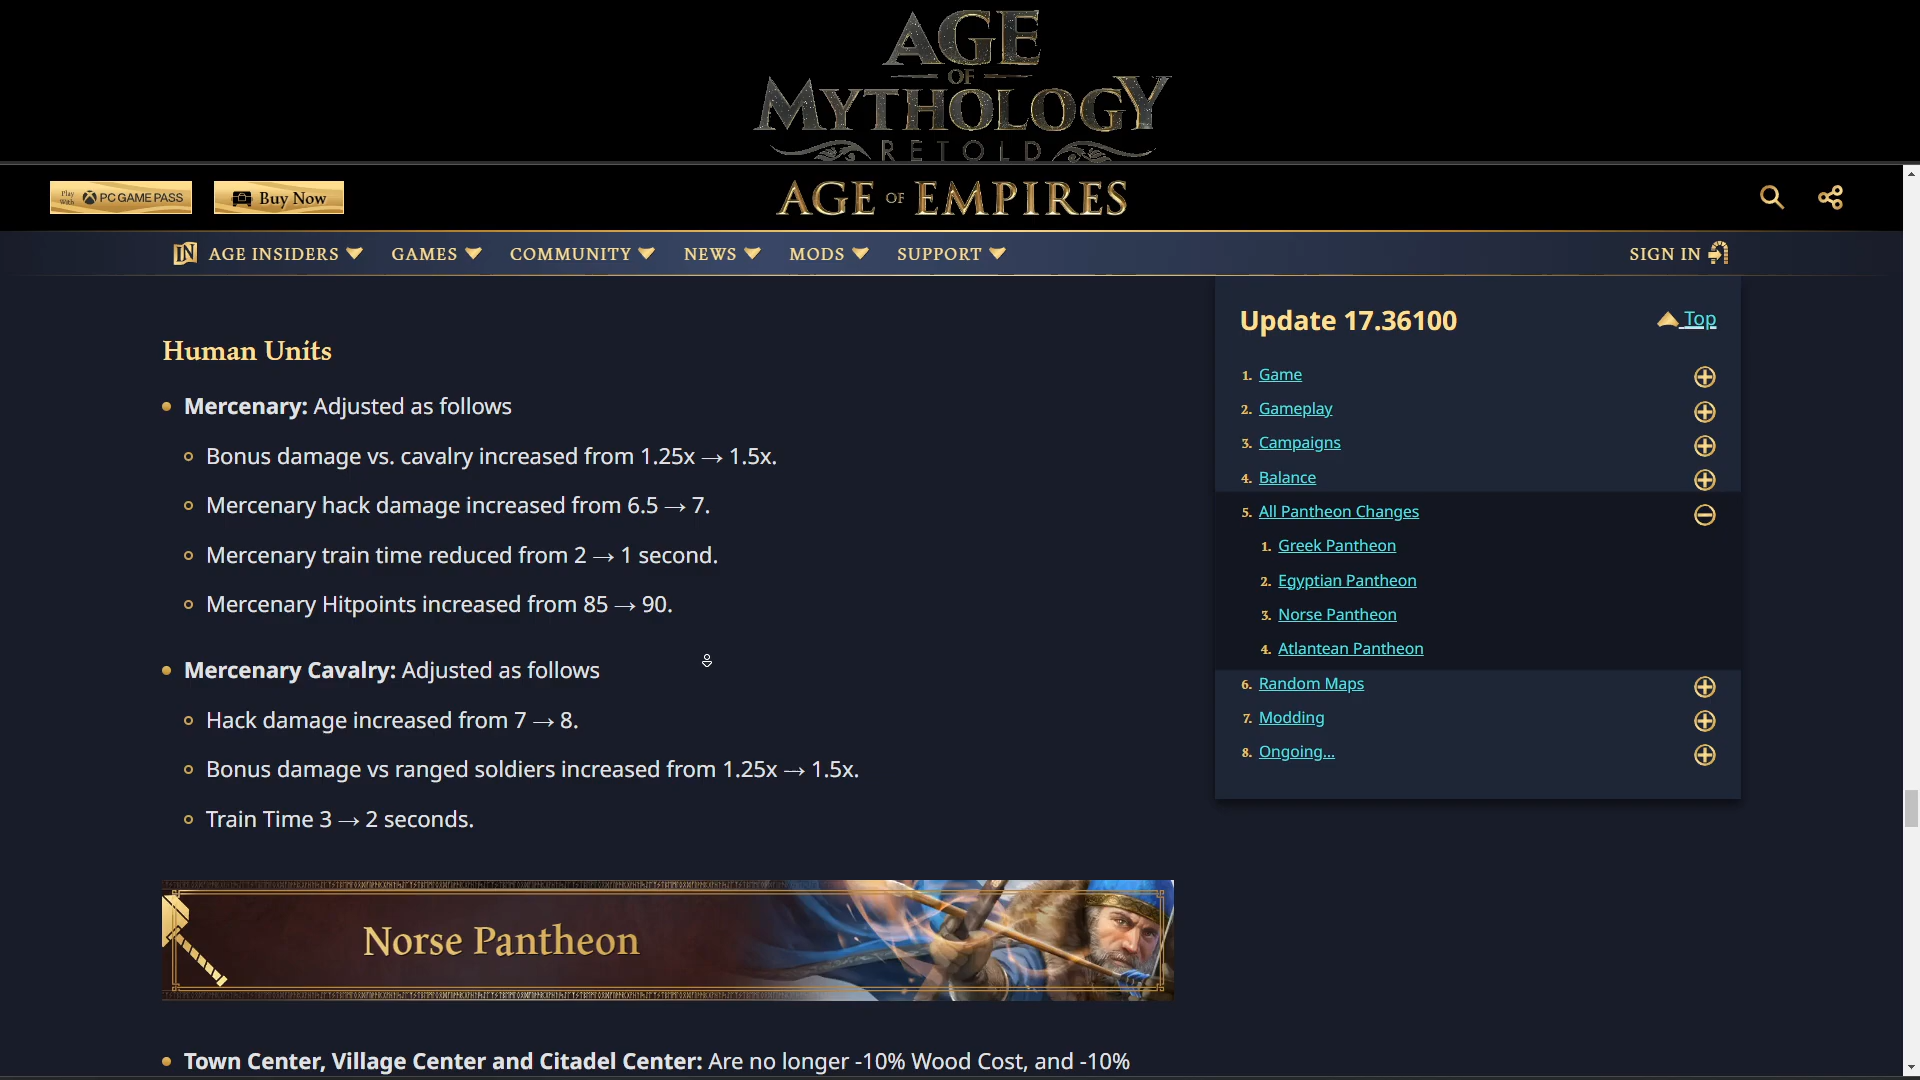 AGE
OF
MYTHOLOGY
RETOLD
Play With PC GAME PASS
Buy Now
AGE OF EMPIRES
AGE INSIDERS
GAMES
COMMUNITY
NEWS
MODS
SUPPORT
SIGN IN
Human Units
Mercenary: Adjusted as follows
Bonus damage vs. cavalry increased from 1.25x → 1.5x.
Mercenary hack damage increased from 6.5 → 7.
Mercenary train time reduced from 2 → 1 second.
Mercenary Hitpoints increased from 85 → 90.
Mercenary Cavalry: Adjusted as follows
Hack damage increased from 7 → 8.
Bonus damage vs ranged soldiers increased from 1.25x → 1.5x.
Train Time 3 → 2 seconds.
Norse Pantheon
Town Center, Village Center and Citadel Center: Are no longer -10% Wood Cost, and -10%
Update 17.36100
Top
1. Game
2. Gameplay
3. Campaigns
4. Balance
5. All Pantheon Changes
1. Greek Pantheon
2. Egyptian Pantheon
3. Norse Pantheon
4. Atlantean Pantheon
6. Random Maps
7. Modding
8. Ongoing...